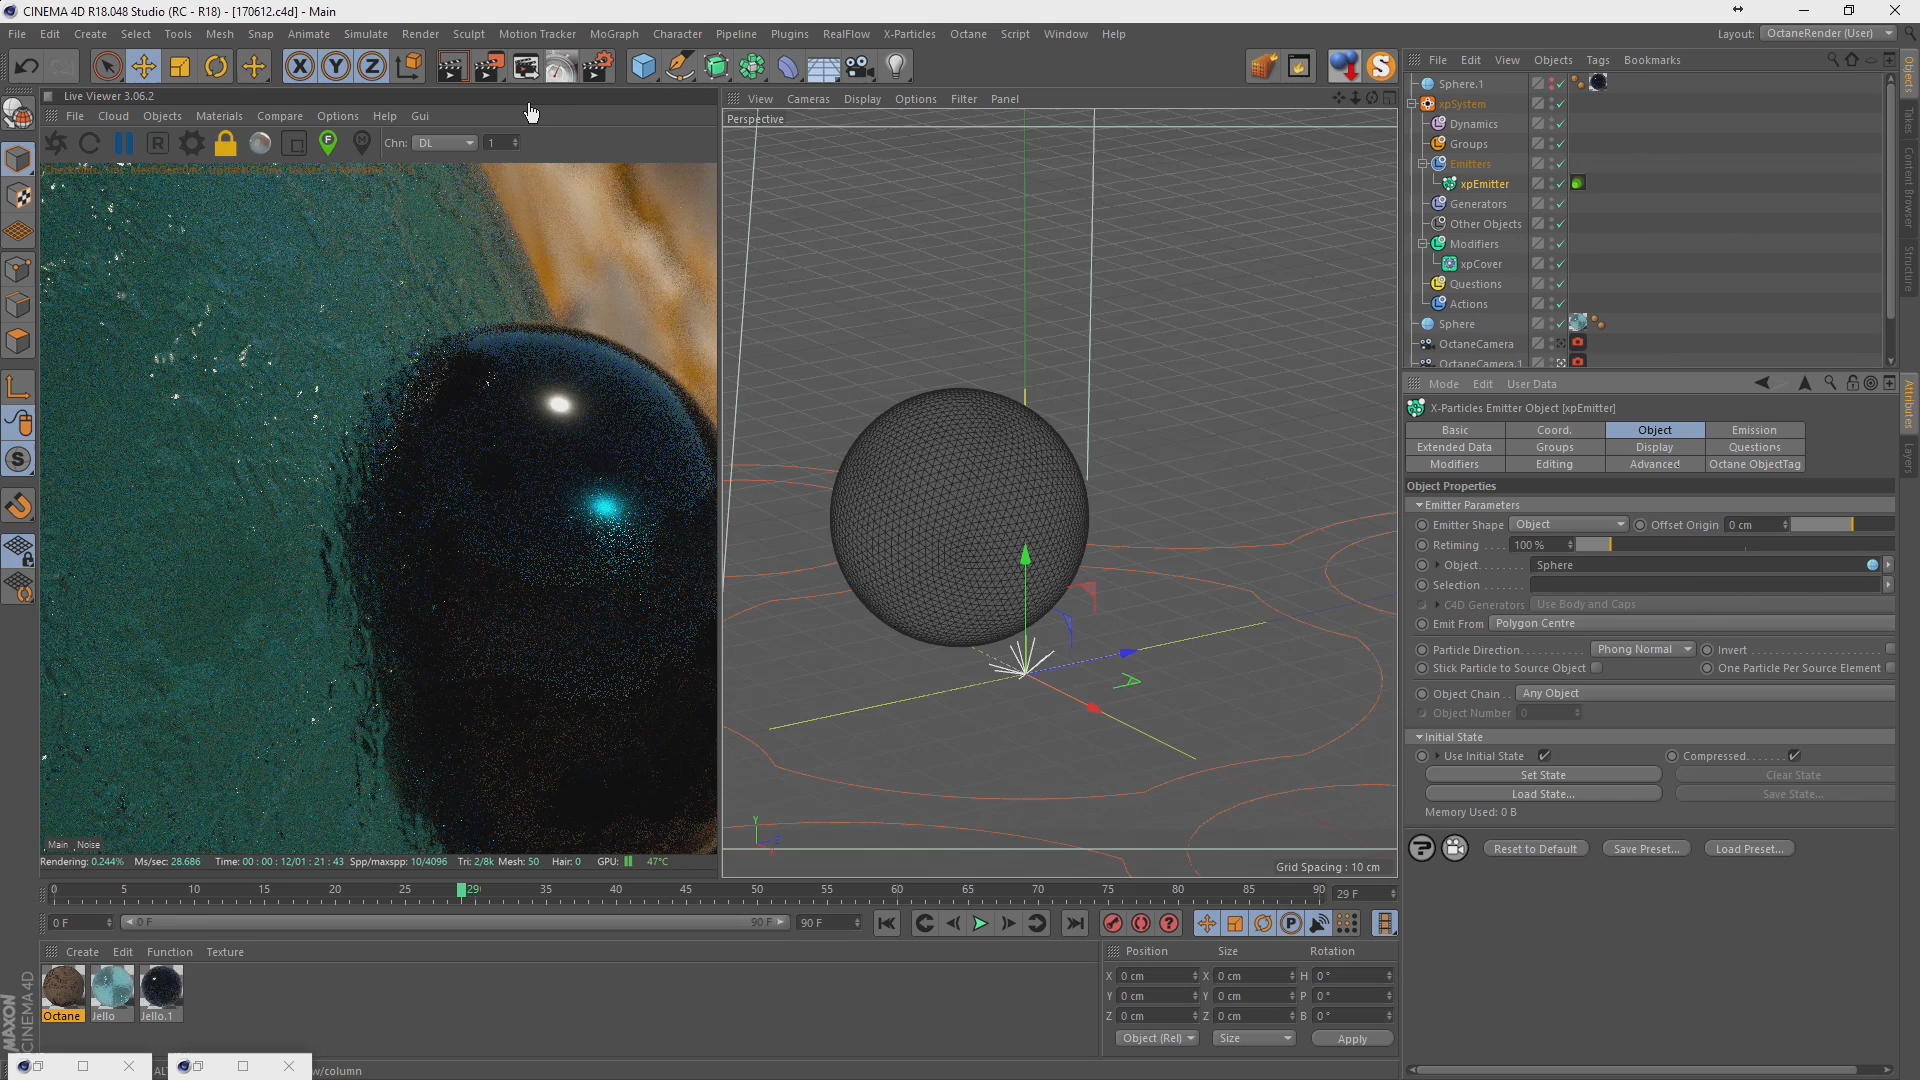 CINEMA 4D R18.048 Studio (RC - R18) - [170612.c4d] - Main
File Edit Create Select Tools Mesh Snap Animate Simulate Render Sculpt Motion Tracker MoGraph Character Pipeline Plugins RealFlow X-Particles Octane Script Window Help
Layout: OctaneRender (User)
X Y Z
Live Viewer 3.06.2
File Cloud Objects Materials Compare Options Help Gui
Chn: DL 1
Main Noise
Rendering: 0.244% Ms/sec: 28.686 Time: 00 : 00 : 12/01 : 21 : 43 Spp/maxspp: 10/4096 Tri: 2/8k Mesh: 50 Hair: 0 GPU: 47°C
View Cameras Display Options Filter Panel
Perspective
Y
Grid Spacing : 10 cm
File Edit View Objects Tags Bookmarks
Sphere.1
xpSystem
Dynamics
Groups
Emitters
xpEmitter
Generators
Other Objects
Modifiers
xpCover
Questions
Actions
Sphere
OctaneCamera
OctaneCamera.1
Objects
Takes
Content Browser
Structure
Attributes
Layers
Mode Edit User Data
X-Particles Emitter Object [xpEmitter]
Basic Coord. Object Emission
Extended Data Groups Display Questions
Modifiers Editing Advanced Octane ObjectTag
Object Properties
Emitter Parameters
Emitter Shape Object Offset Origin 0 cm
Retiming .... 100 %
Object....... Sphere
Selection .......
C4D Generators Use Body and Caps
Emit From Polygon Centre
Particle Direction............ Phong Normal Invert
Stick Particle to Source Object One Particle Per Source Element
Object Chain . . Any Object
Object Number 0
Initial State
Use Initial State Compressed.......
Set State Clear State
Load State... Save State...
Memory Used: 0 B
Reset to Default Save Preset... Load Preset...
0 5 10 15 20 25 29 35 40 45 50 55 60 65 70 75 80 85 90 29 F
0 F 0 F 90 F 90 F
Create Edit Function Texture
Octane Jello Jello.1
Position Size Rotation
X 0 cm X 0 cm H 0 °
Y 0 cm Y 0 cm P 0 °
Z 0 cm Z 0 cm B 0 °
Object (Rel) Size Apply
MAXON
CINEMA 4D
w/column